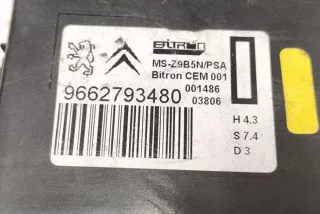 BITRON
MS-Z9B5N/PSA
Bitron CEM 001
9662793480
001486
03806
H 4.3
S 7.4
D 3